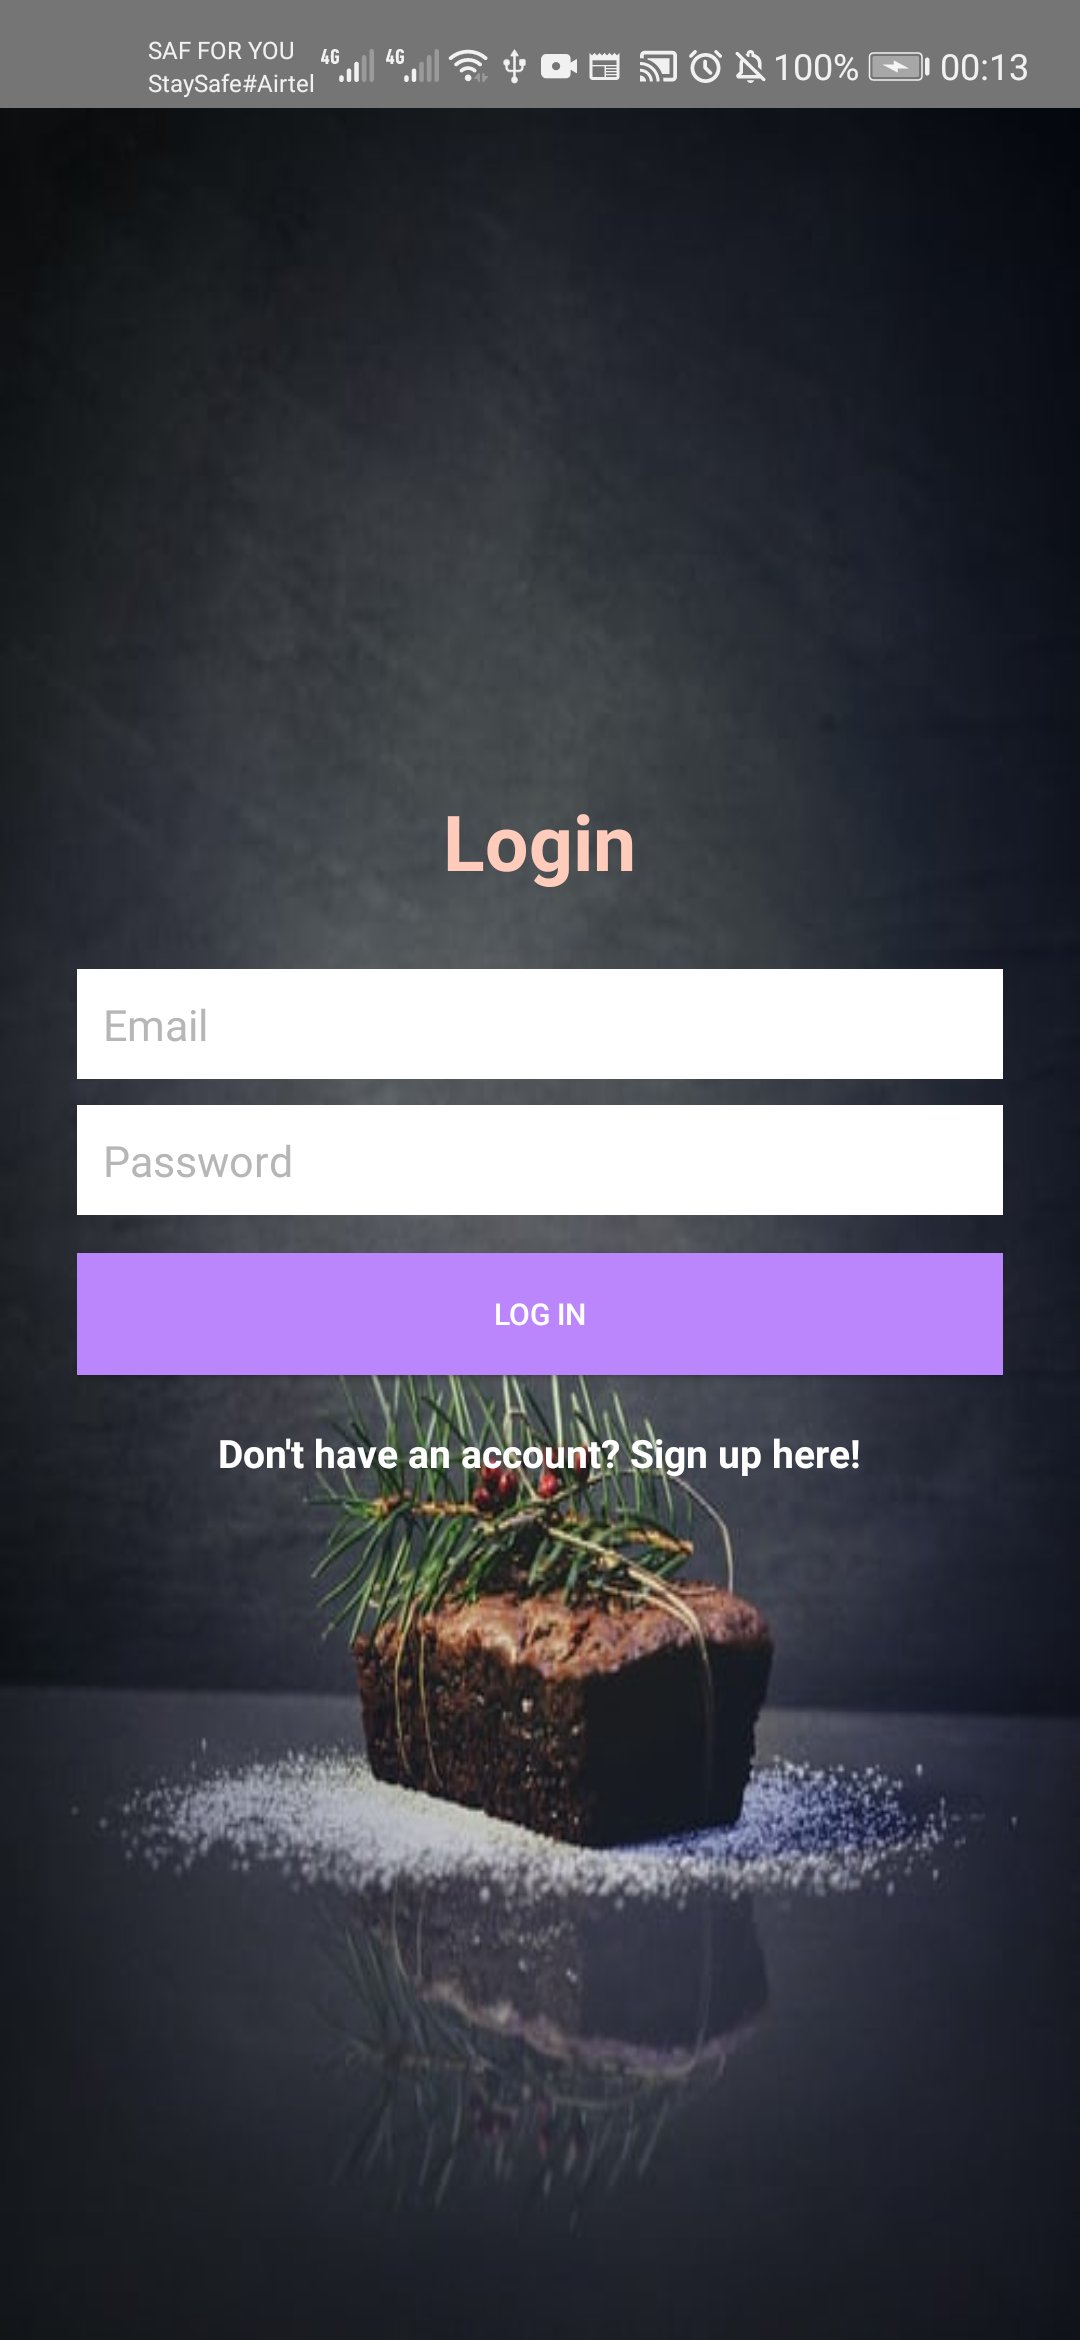 SAF FOR YOU
StaySafe#Airtel
4G 4G 100% 00:13
Login
Email
Password
LOG IN
Don't have an account? Sign up here!